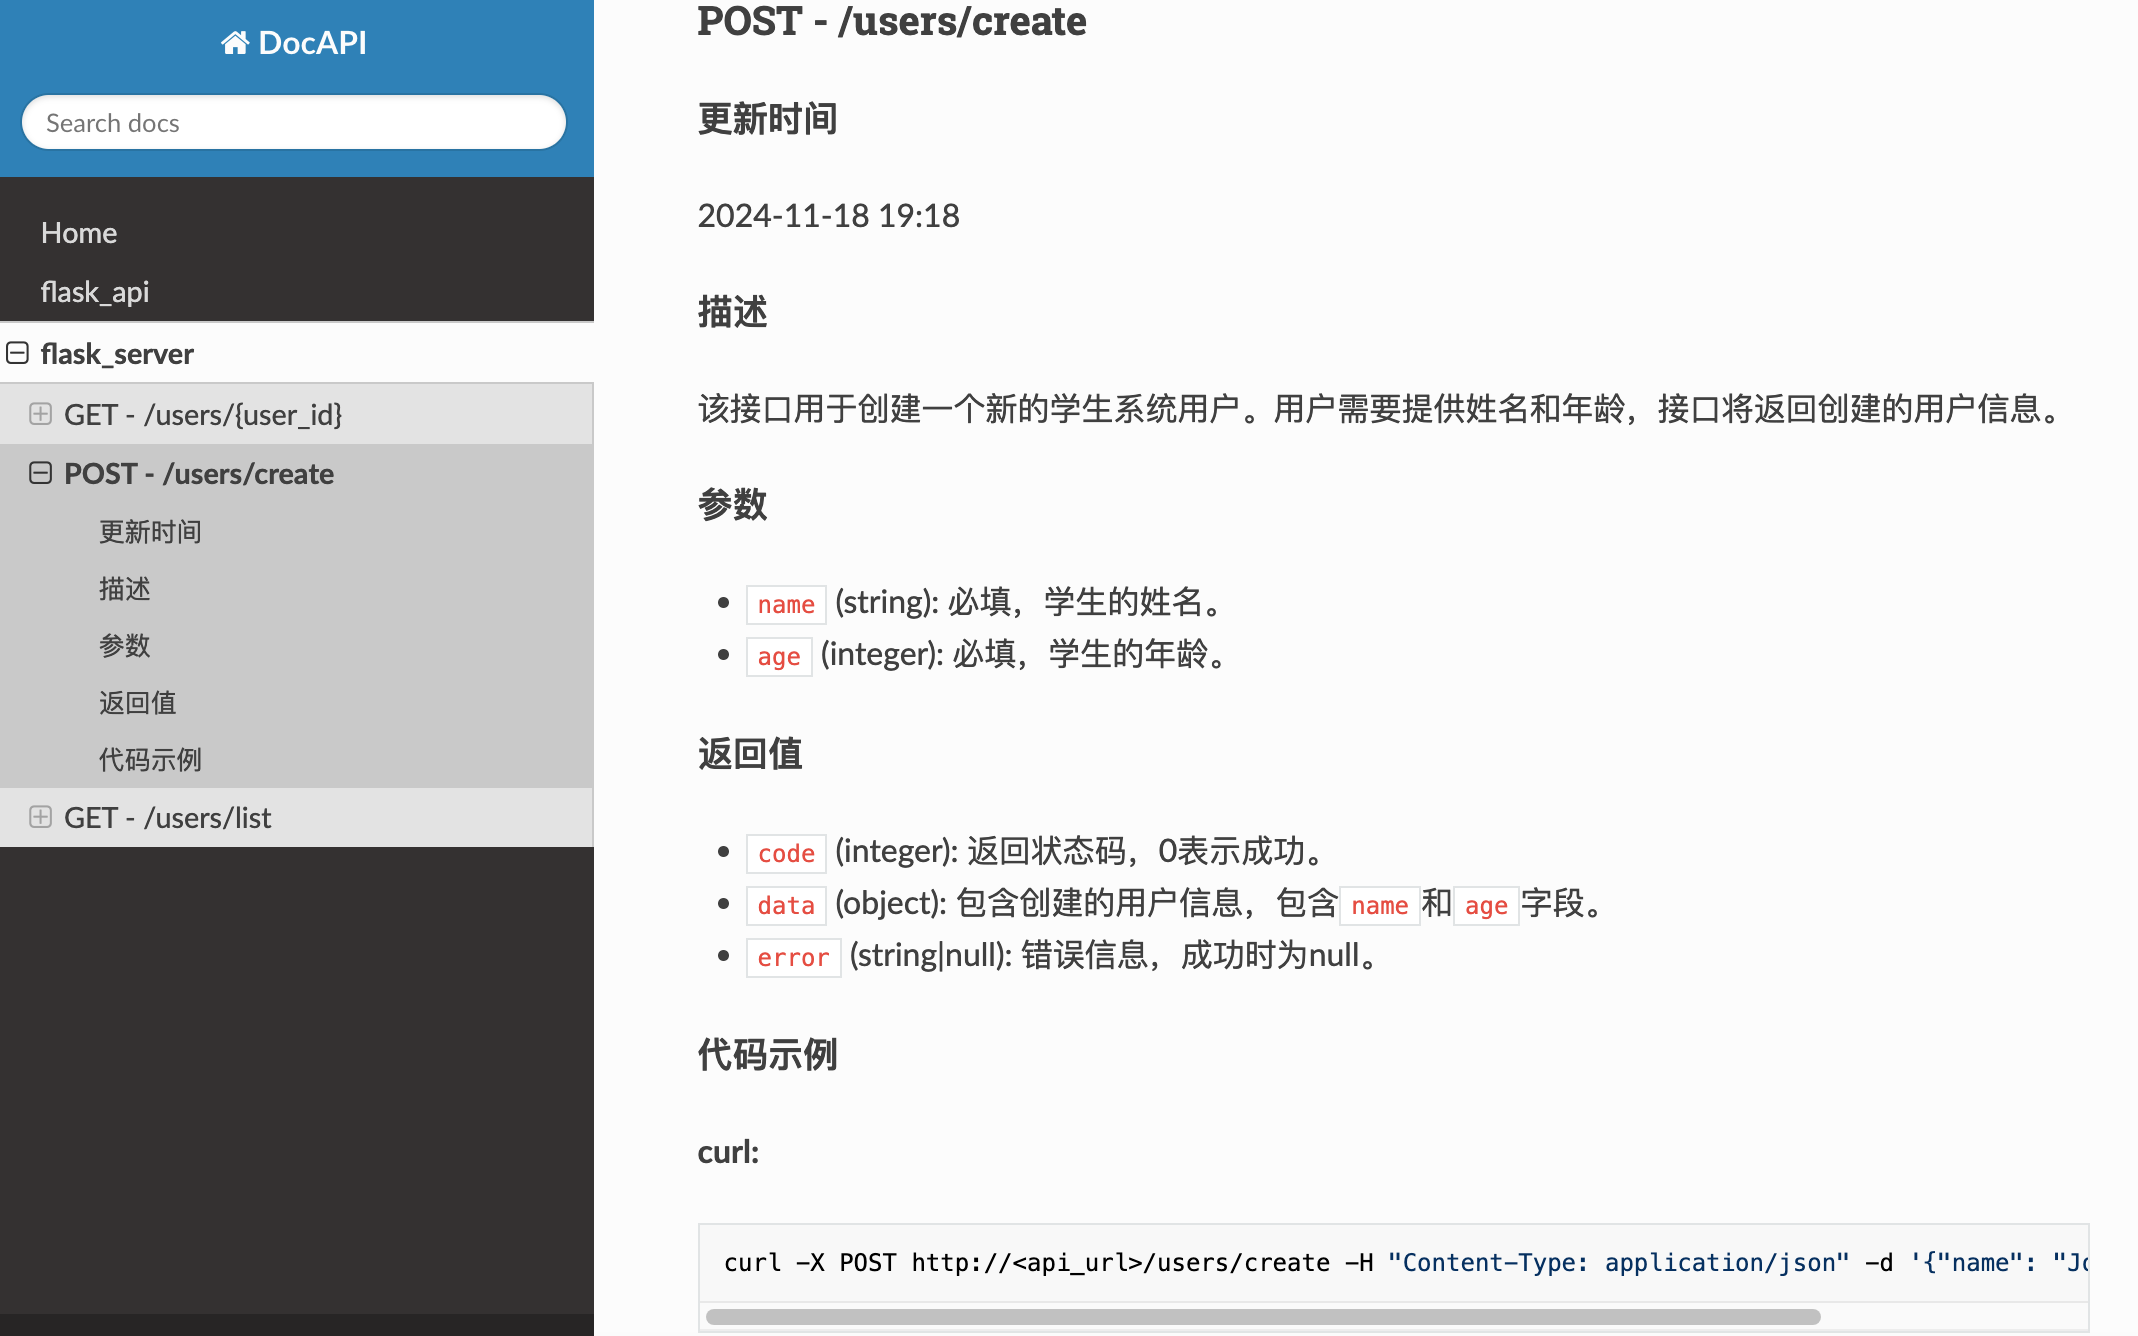 DocAPI
Search docs
Home
flask_api
flask_server
GET - /users/{user_id}
POST - /users/create
更新时间
描述
参数
返回值
代码示例
GET - /users/list
POST - /users/create
更新时间
2024-11-18 19:18
描述
该接口用于创建一个新的学生系统用户。用户需要提供姓名和年龄，接口将返回创建的用户信息。
参数
name (string): 必填，学生的姓名。
age (integer): 必填，学生的年龄。
返回值
code (integer): 返回状态码，0表示成功。
data (object): 包含创建的用户信息，包含 name 和 age 字段。
error (string|null): 错误信息，成功时为null。
代码示例
curl:
curl -X POST http://<api_url>/users/create -H "Content-Type: application/json" -d '{"name": "Jo